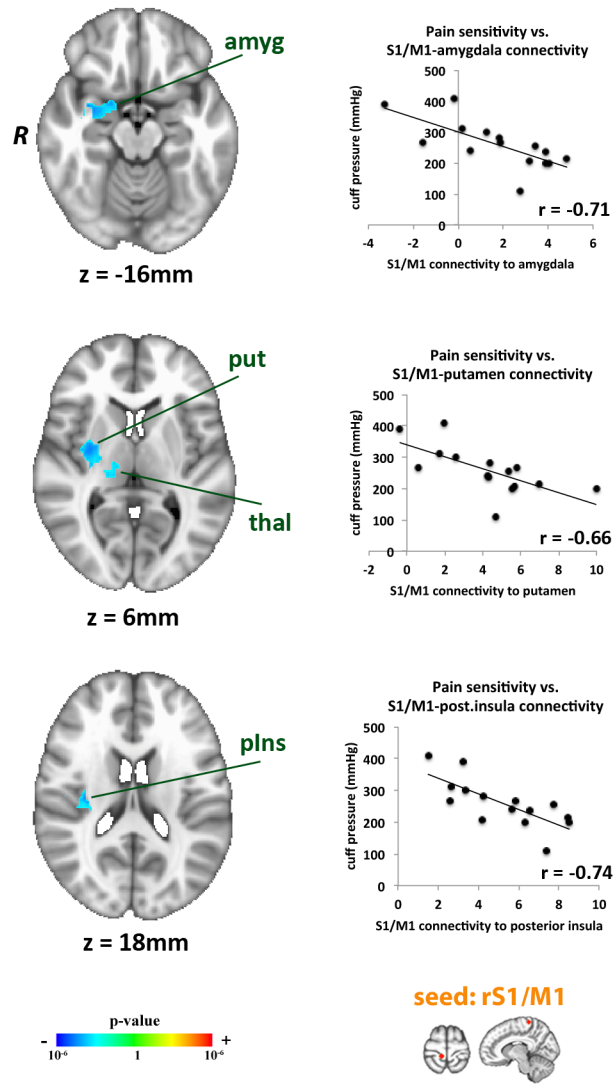 amyg
R
z = -16mm
Pain sensitivity vs.
S1/M1-amygdala connectivity
cuff pressure (mmHg)
500
400
300
200
100
0
-4
-2
0
2
4
6
r = -0.71
S1/M1 connectivity to amygdala
put
thal
z = 6mm
Pain sensitivity vs.
S1/M1-putamen connectivity
cuff pressure (mmHg)
500
400
300
200
100
0
-2
0
2
4
6
8
10
r = -0.66
S1/M1 connectivity to putamen
pIns
z = 18mm
Pain sensitivity vs.
S1/M1-post.insula connectivity
cuff pressure (mmHg)
500
400
300
200
100
0
0
2
4
6
8
10
r = -0.74
S1/M1 connectivity to posterior insula
p-value
- +
10-6 1 10-6
seed: rS1/M1